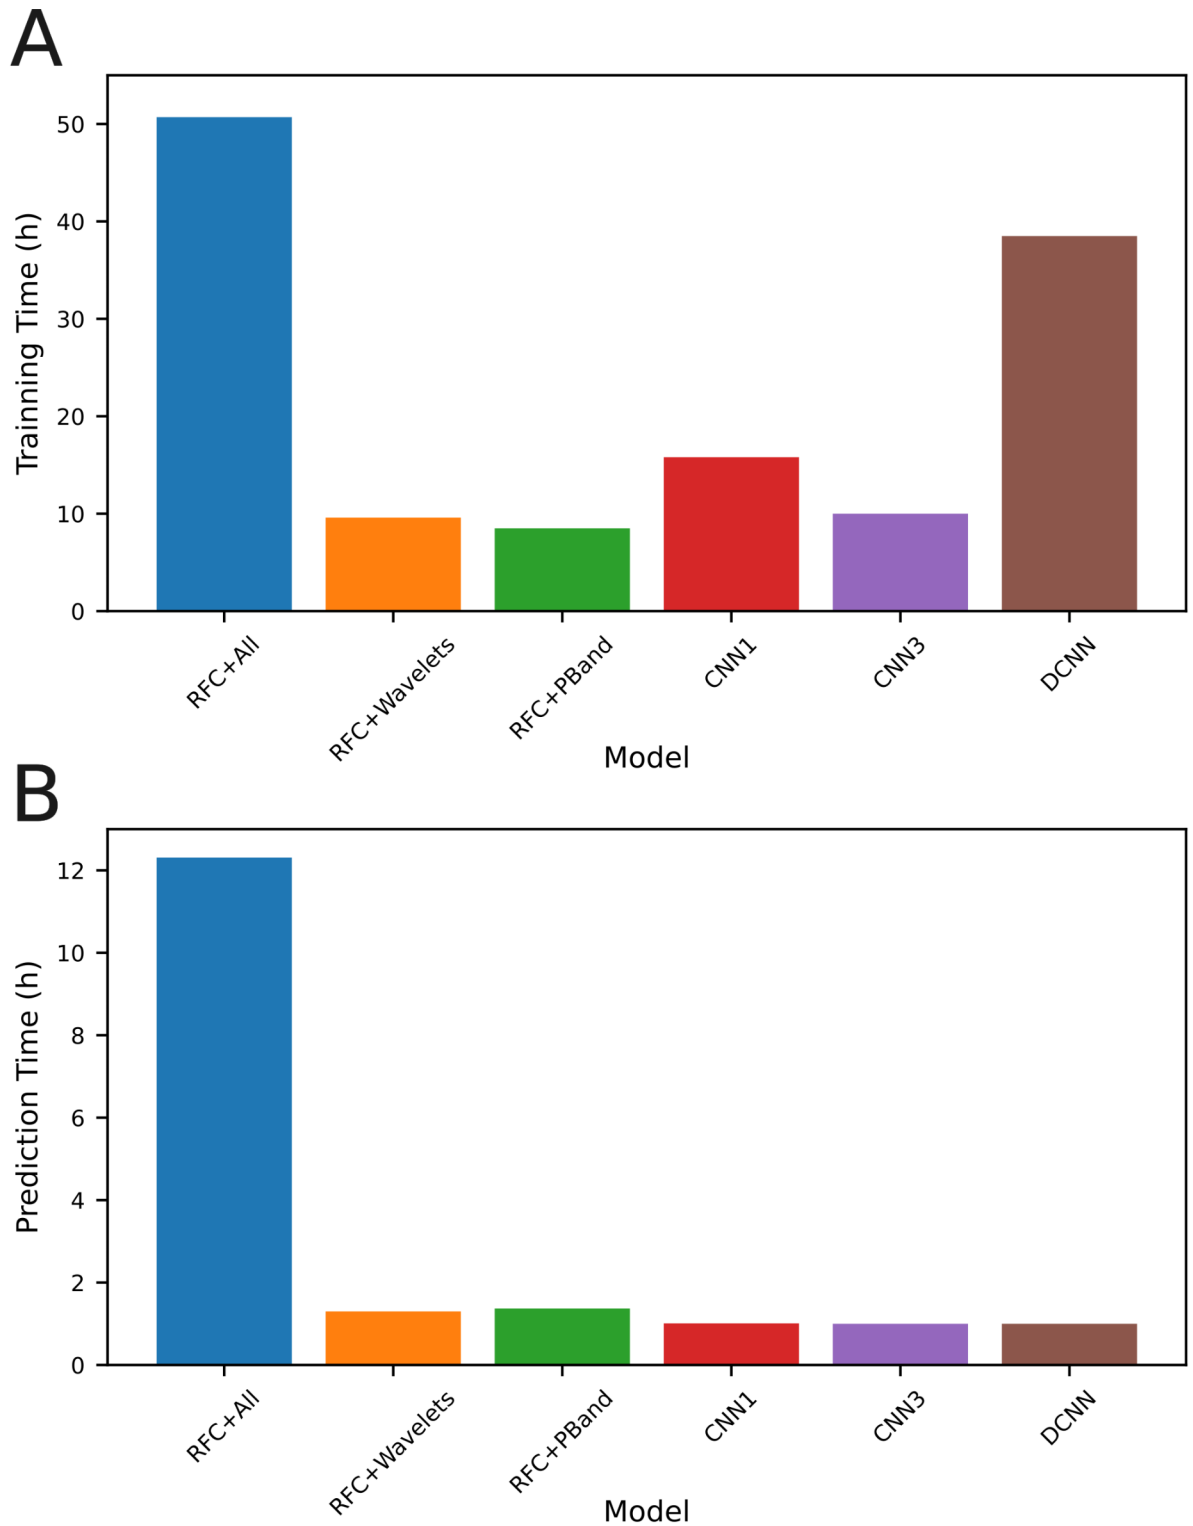 A
Trainning Time (h)
50
40
30
20
10
0
RFC+All
RFC+Wavelets
RFC+PBand
CNN1
CNN3
DCNN
Model
B
Prediction Time (h)
12
10
8
6
4
2
0
RFC+All
RFC+Wavelets
RFC+PBand
CNN1
CNN3
DCNN
Model